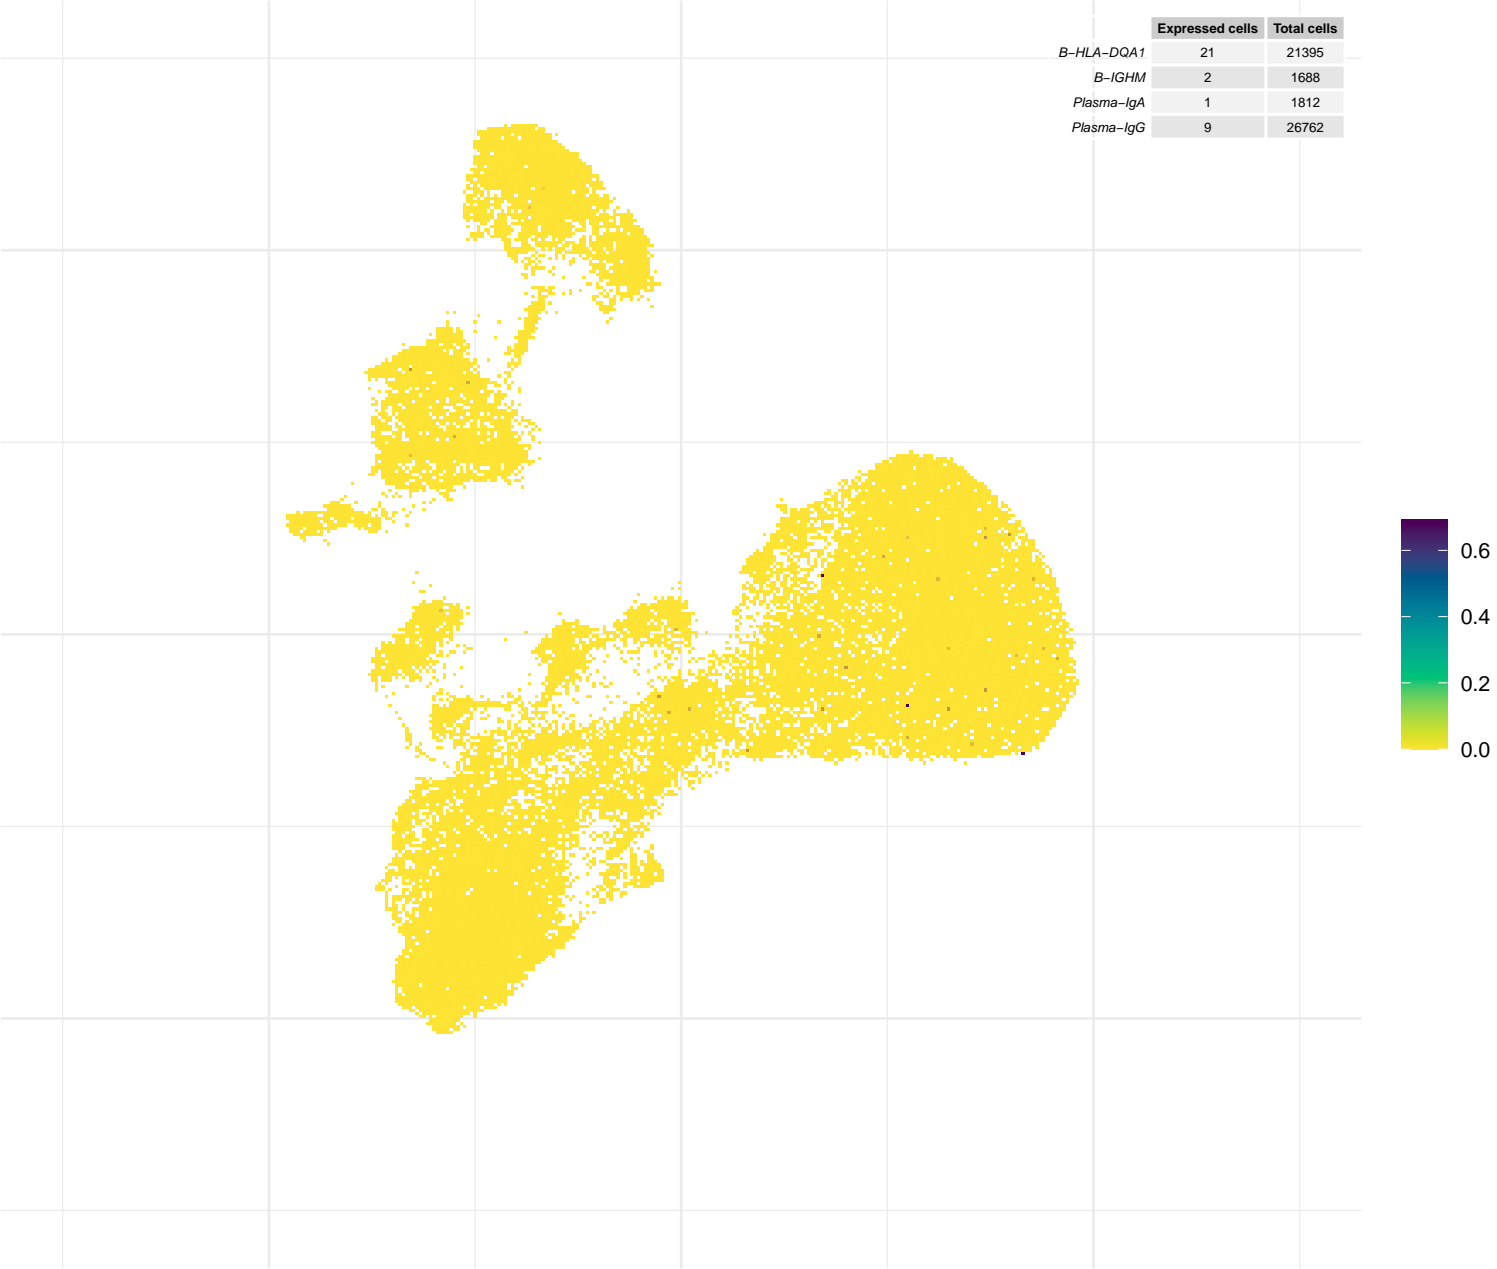 Expressed cells Total cells
B−HLA−DQA1 21 21395
B−IGHM 2 1688
Plasma−IgA 1 1812
Plasma−IgG 9 26762
0.6
0.4
0.2
0.0